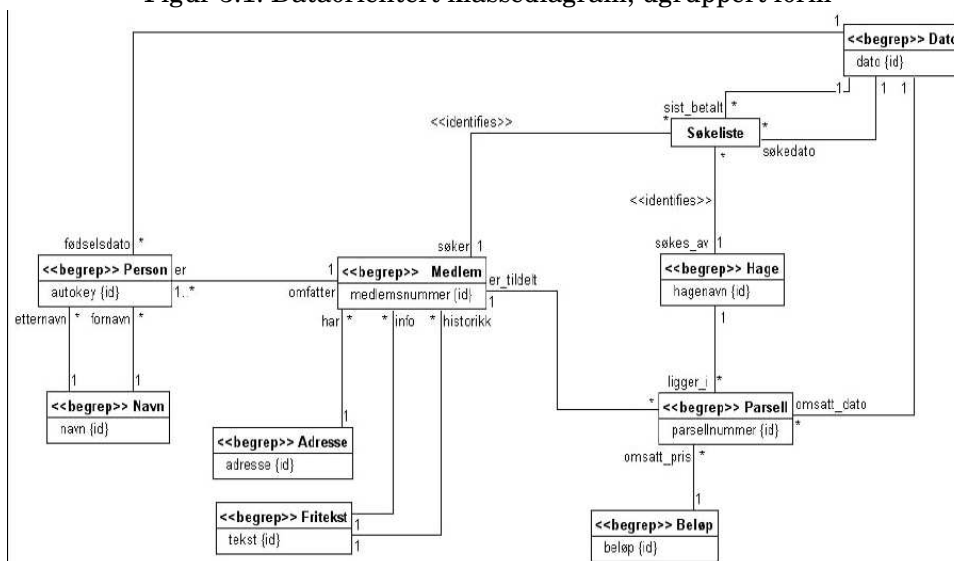 Figur 3.1: Dataorientert klassediagram, ugruppert form
1
<<begrep>> Dato
dato {id}
1
1
1
sist_betalt *
<<identifies>>
*
Søkeliste
*
søkedato
*
<<identifies>>
fødselsdato *
søker 1
søkes_av 1
<<begrep>> Person
er
1
<<begrep>> Medlem
er_tildelt
<<begrep>> Hage
autokey {id}
1..*
omfatter
medlemsnummer {id}
1
hagenavn {id}
etternavn *
fornavn *
har *
* info
* historikk
1
1
1
ligger_i *
<<begrep>> Navn
navn {id}
*
<<begrep>> Parsell
omsatt_dato
parsellnummer {id}
*
1
<<begrep>> Adresse
adresse {id}
omsatt_pris *
1
<<begrep>> Fritekst
1
tekst {id}
1
<<begrep>> Beløp
beløp {id}